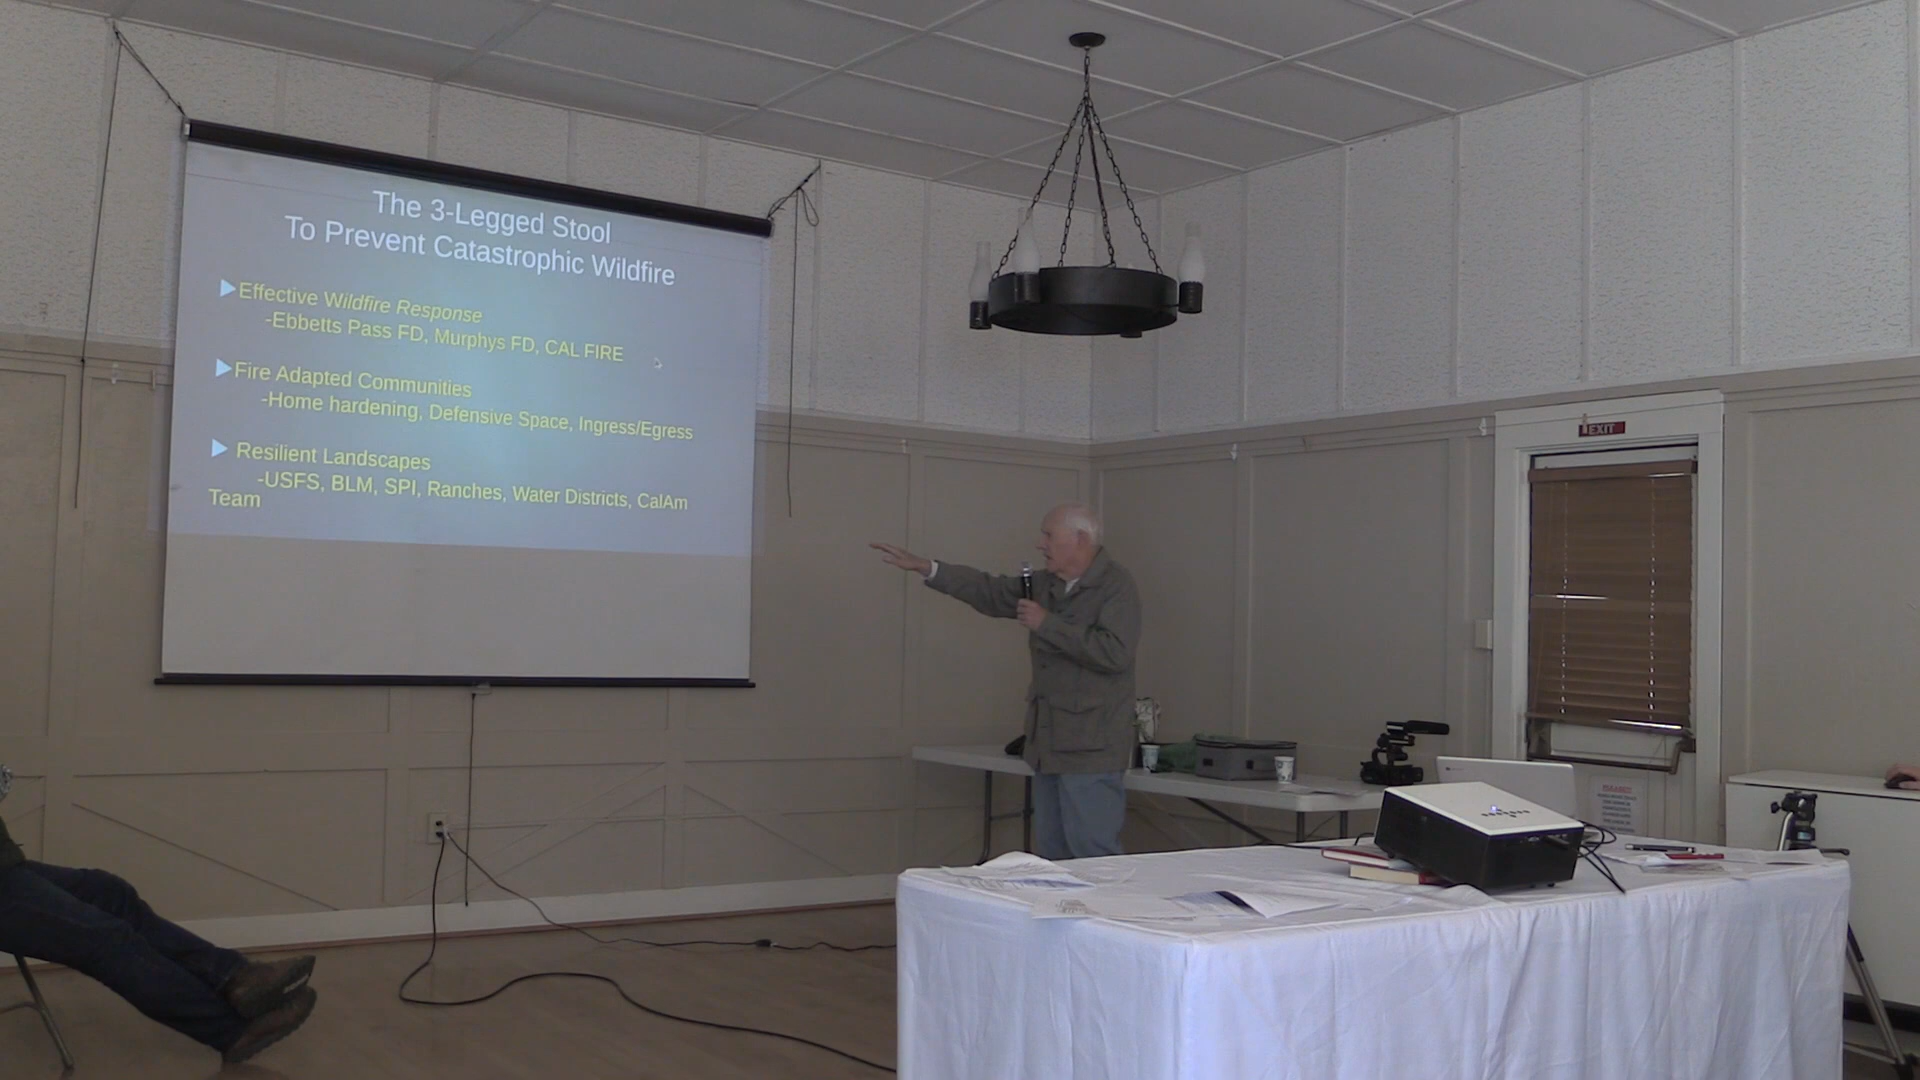 The 3-Legged Stool
To Prevent Catastrophic Wildfire
Effective Wildfire Response
-Ebbetts Pass FD, Murphys FD, CAL FIRE
Fire Adapted Communities
-Home hardening, Defensive Space, Ingress/Egress
Resilient Landscapes
-USFS, BLM, SPI, Ranches, Water Districts, CalAm
Team
EXIT